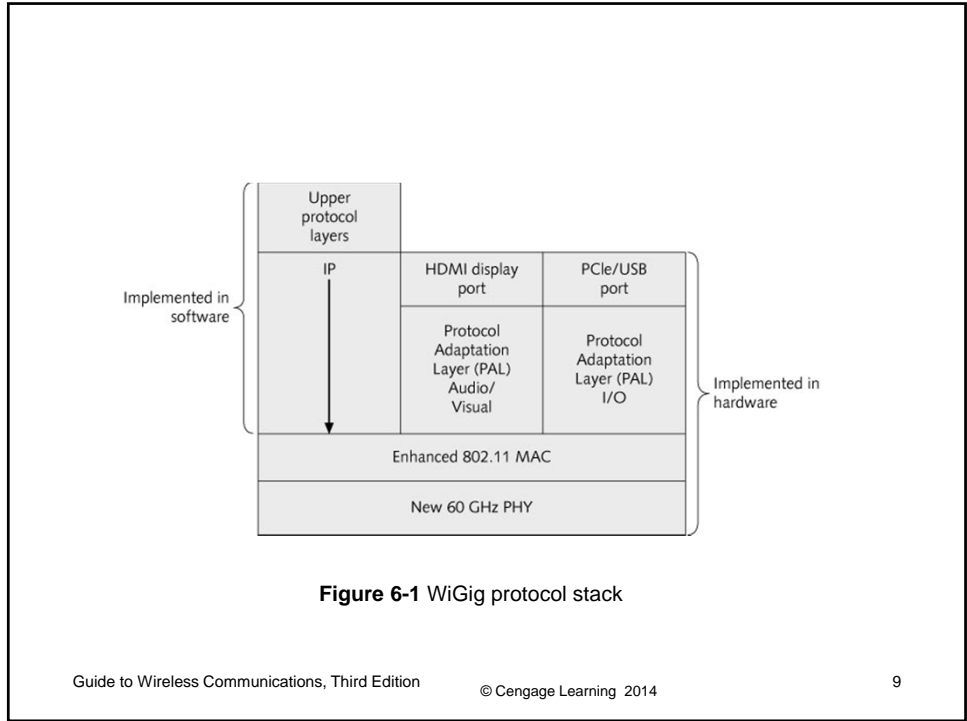 Upper
protocol
layers
IP
HDMI display
port
PCle/USB
port
Implemented in
software
Protocol
Adaptation
Layer (PAL)
Audio/
Visual
Protocol
Adaptation
Layer (PAL)
I/O
Implemented in
hardware
Enhanced 802.11 MAC
New 60 GHz PHY
Figure 6-1 WiGig protocol stack
Guide to Wireless Communications, Third Edition
© Cengage Learning 2014
9